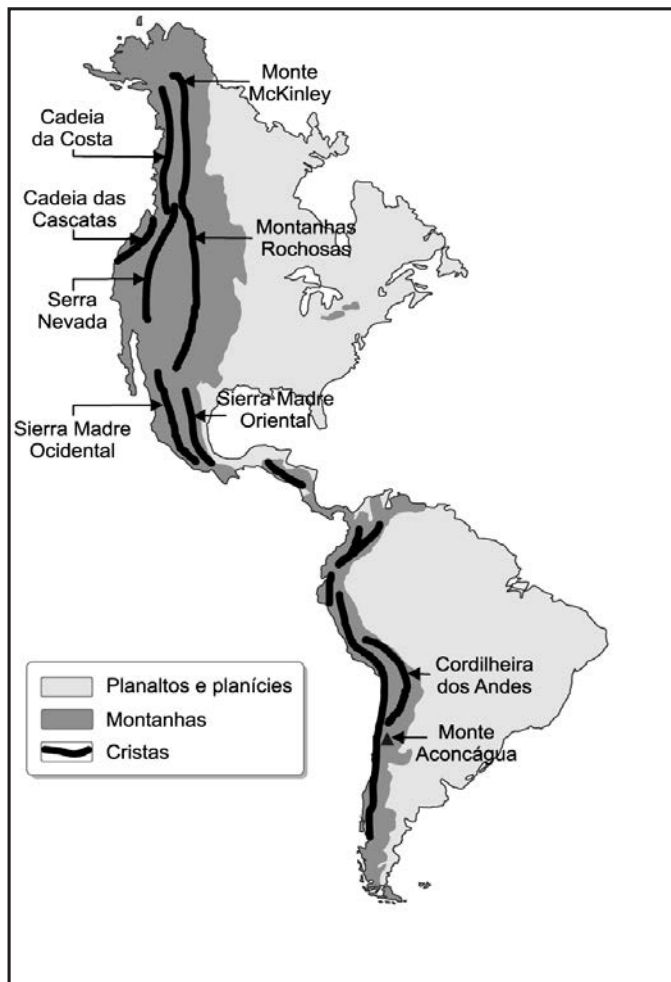 Monte
McKinley
Cadeia
da Costa
Cadeia das
Cascatas
Montanhas
Rochosas
Serra
Nevada
Sierra Madre
Oriental
Sierra Madre
Ocidental
Cordilheira
dos Andes
Monte
Aconcágua
Planaltos e planícies
Montanhas
Cristas